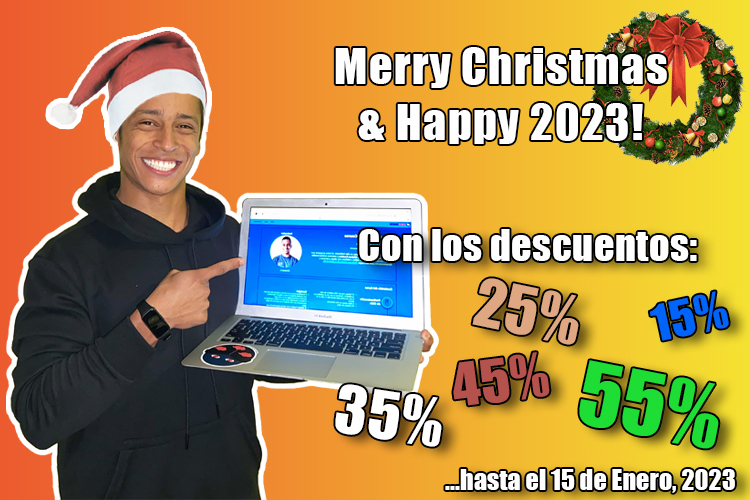 Merry Christmas
& Happy 2023!
Con los descuentos:
25%
15%
45%
55%
35%
...hasta el 15 de Enero, 2023